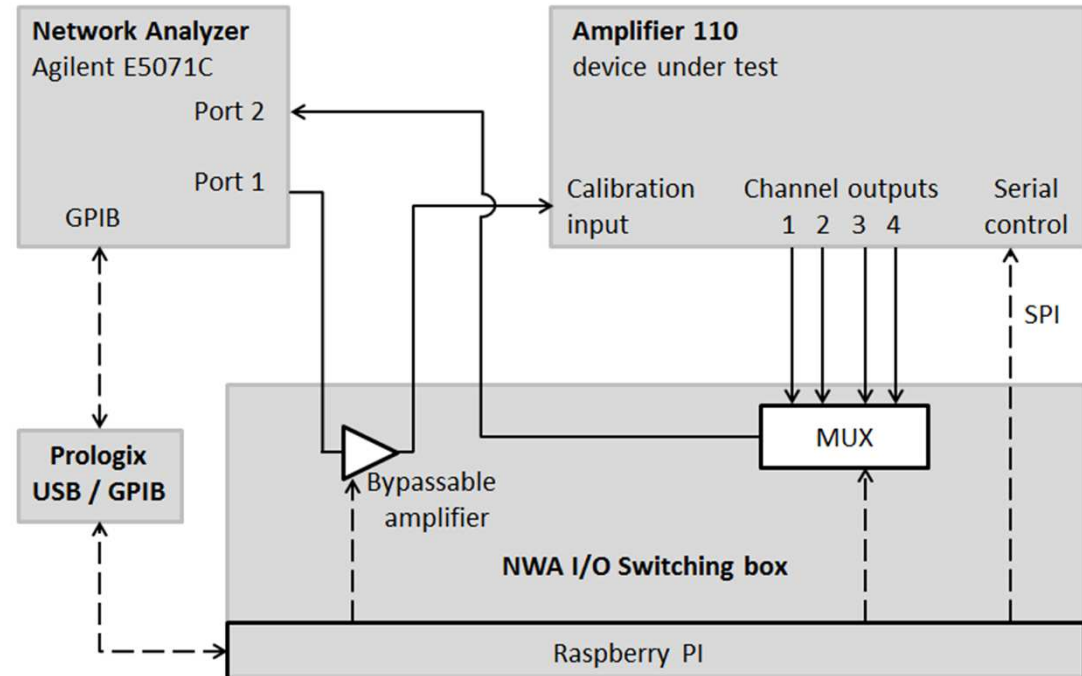 Network Analyzer
Agilent E5071C
Port 2
Port 1
GPIB
Amplifier 110
device under test
Calibration
input
Channel outputs
1 2 3 4
Serial
control
SPI
Prologix
USB / GPIB
MUX
Bypassable
amplifier
NWA I/O Switching box
Raspberry PI